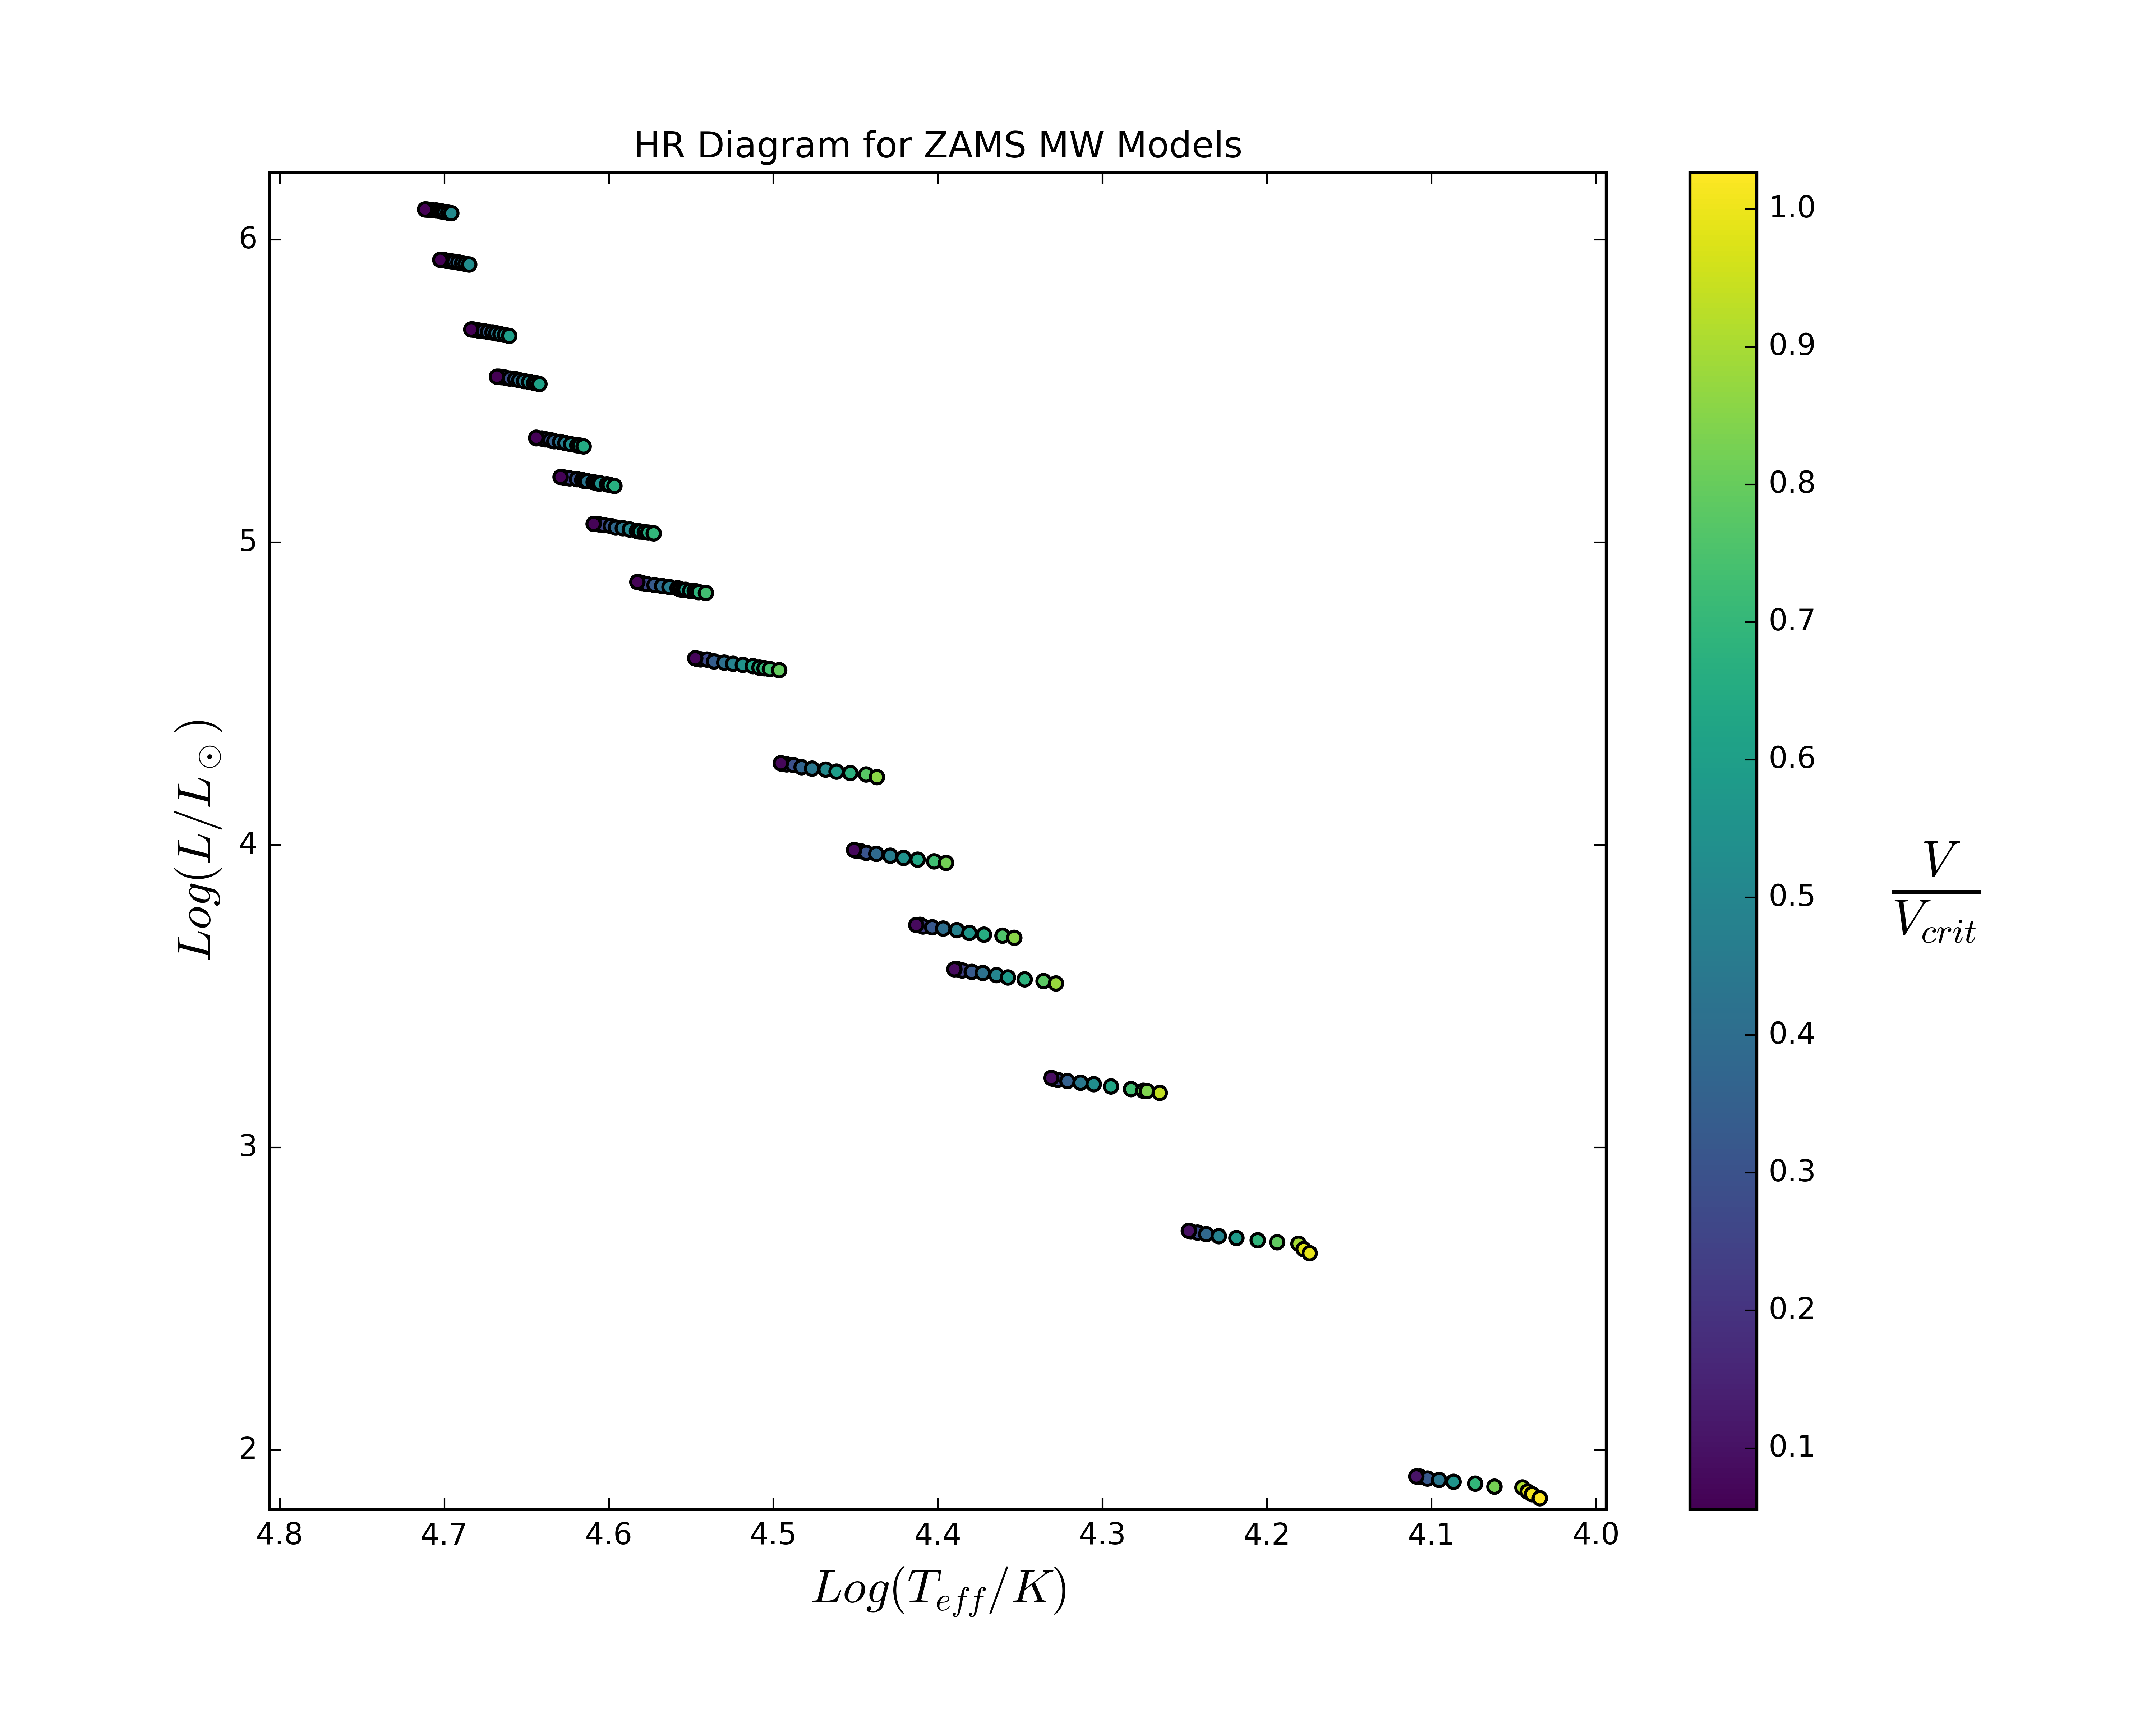 HR Diagram for ZAMS MW Models
Log(L/L⊙)
6
5
4
3
2
4.8 4.7 4.6 4.5 4.4 4.3 4.2 4.1 4.0
Log(T_eff/K)
1.0
0.9
0.8
0.7
0.6
0.5
0.4
0.3
0.2
0.1
V
V_crit